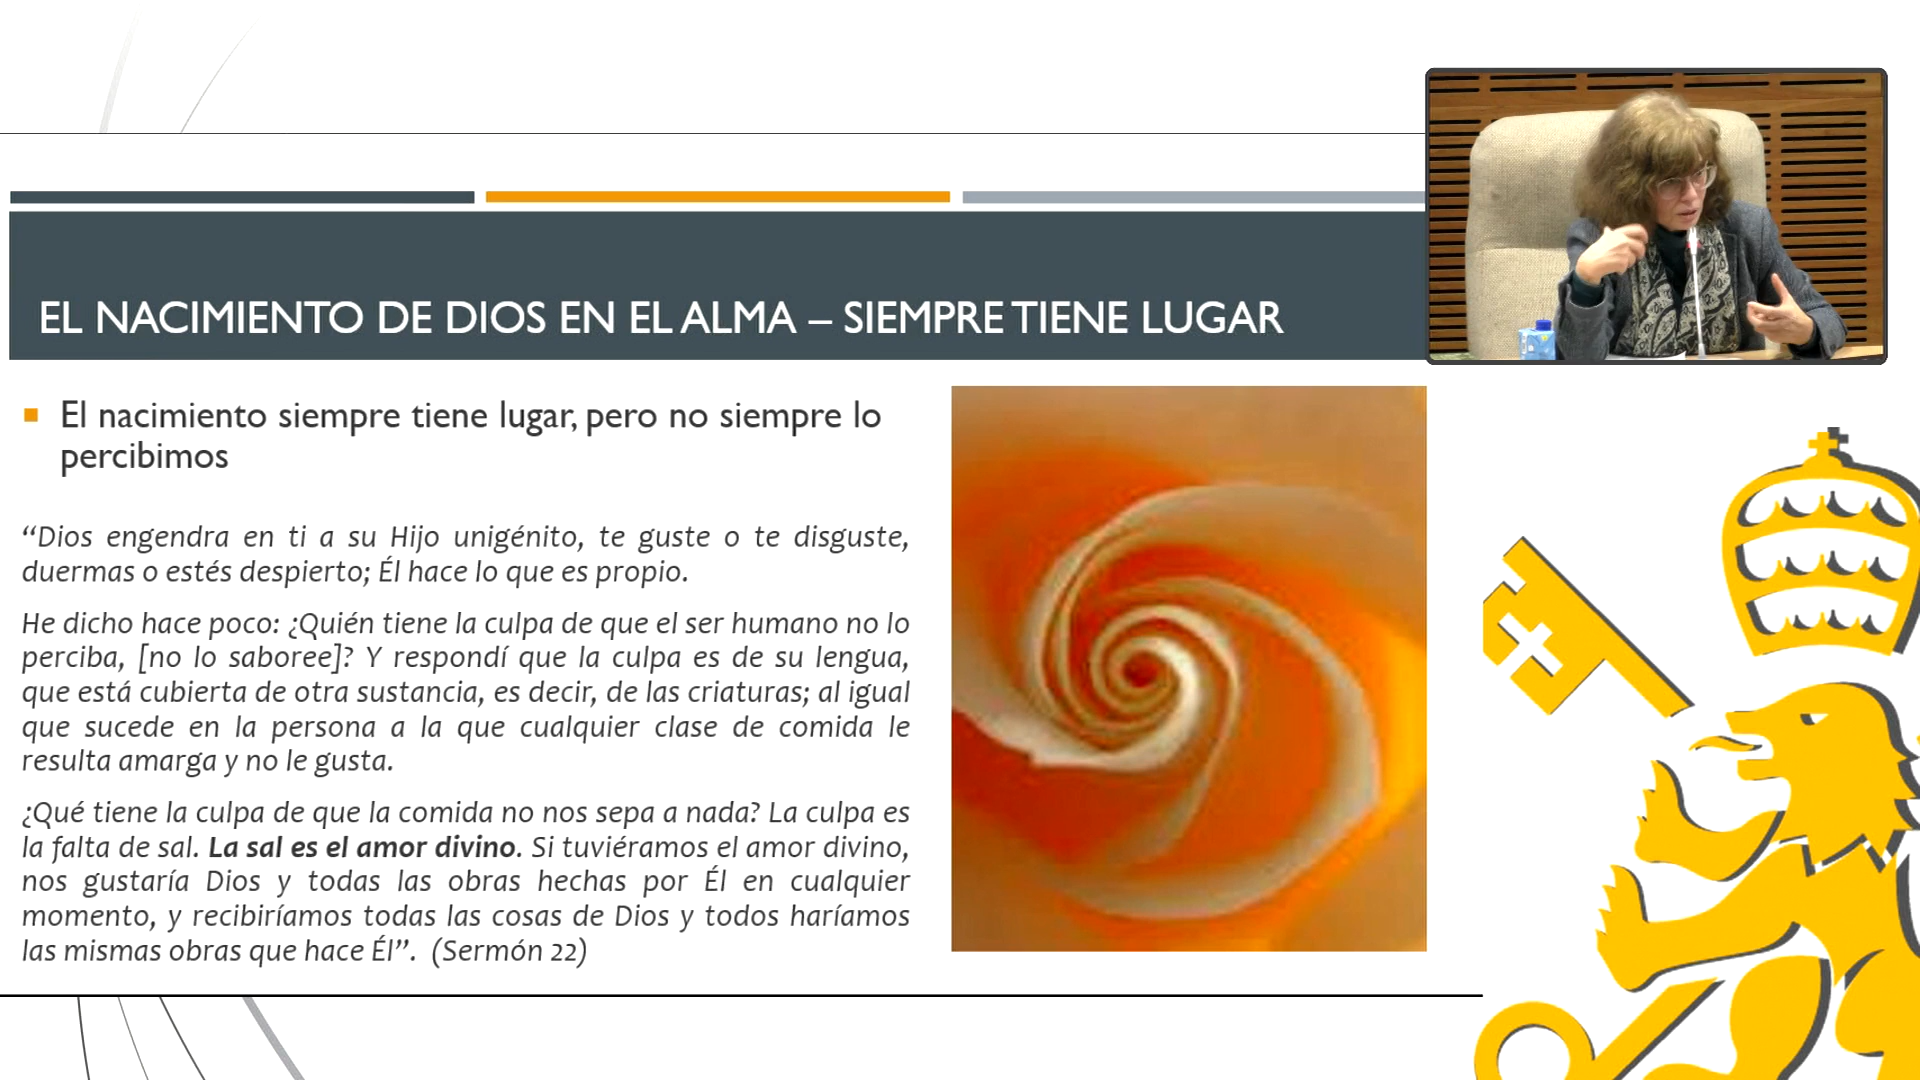 EL NACIMIENTO DE DIOS EN EL ALMA – SIEMPRE TIENE LUGAR
El nacimiento siempre tiene lugar, pero no siempre lo
percibimos
“Dios engendra en ti a su Hijo unigénito, te guste o te disguste,
duermas o estés despierto; Él hace lo que es propio.
He dicho hace poco: ¿Quién tiene la culpa de que el ser humano no lo
perciba, [no lo saboree]? Y respondí que la culpa es de su lengua,
que está cubierta de otra sustancia, es decir, de las criaturas; al igual
que sucede en la persona a la que cualquier clase de comida le
resulta amarga y no le gusta.
¿Qué tiene la culpa de que la comida no nos sepa a nada? La culpa es
la falta de sal. La sal es el amor divino. Si tuviéramos el amor divino,
nos gustaría Dios y todas las obras hechas por Él en cualquier
momento, y recibiríamos todas las cosas de Dios y todos haríamos
las mismas obras que hace Él”. (Sermón 22)